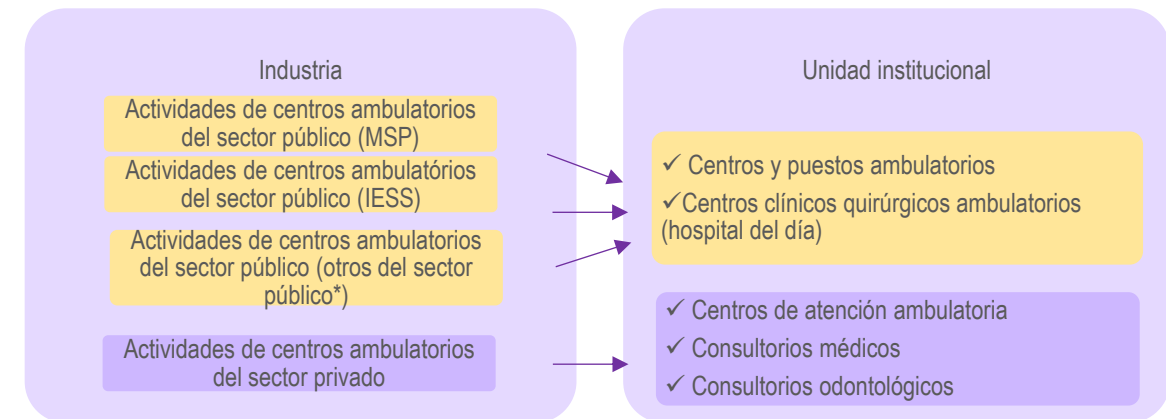 Industria
Actividades de centros ambulatorios
del sector público (MSP)
Actividades de centros ambulatórios
del sector público (IESS)
Actividades de centros ambulatorios
del sector público (otros del sector
público*)
Actividades de centros ambulatorios
del sector privado
Unidad institucional
✓ Centros y puestos ambulatorios
✓Centros clínicos quirúrgicos ambulatorios
(hospital del día)
✓ Centros de atención ambulatoria
✓ Consultorios médicos
✓ Consultorios odontológicos